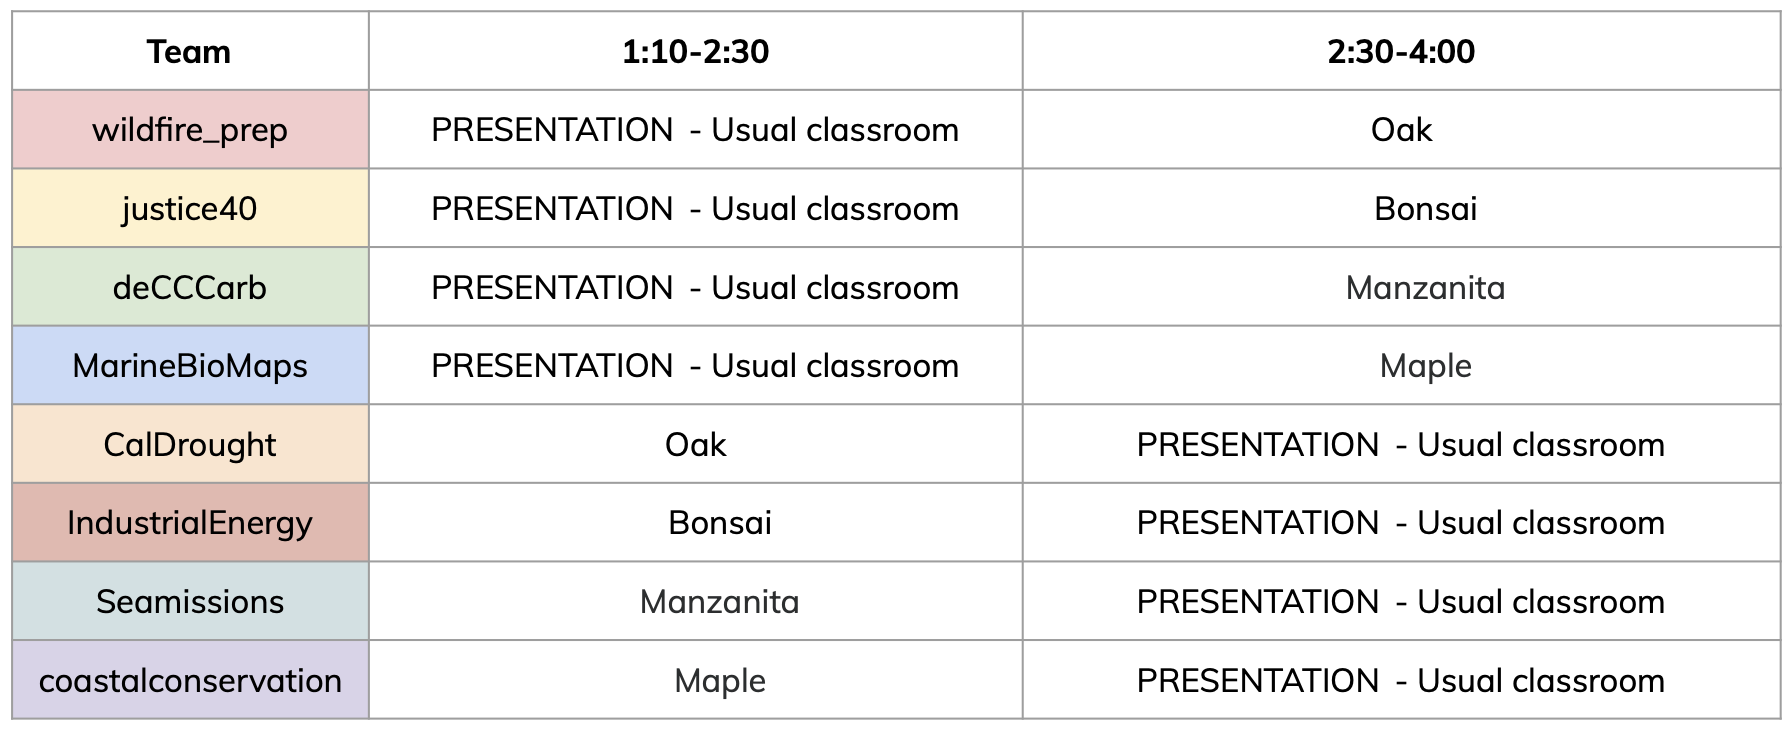 Team 1:10-2:30 2:30-4:00
wildfire_prep PRESENTATION - Usual classroom Oak
justice40 PRESENTATION - Usual classroom Bonsai
deCCCarb PRESENTATION - Usual classroom Manzanita
MarineBioMaps PRESENTATION - Usual classroom Maple
CalDrought Oak PRESENTATION - Usual classroom
IndustrialEnergy Bonsai PRESENTATION - Usual classroom
Seamissions Manzanita PRESENTATION - Usual classroom
coastalconservation Maple PRESENTATION - Usual classroom